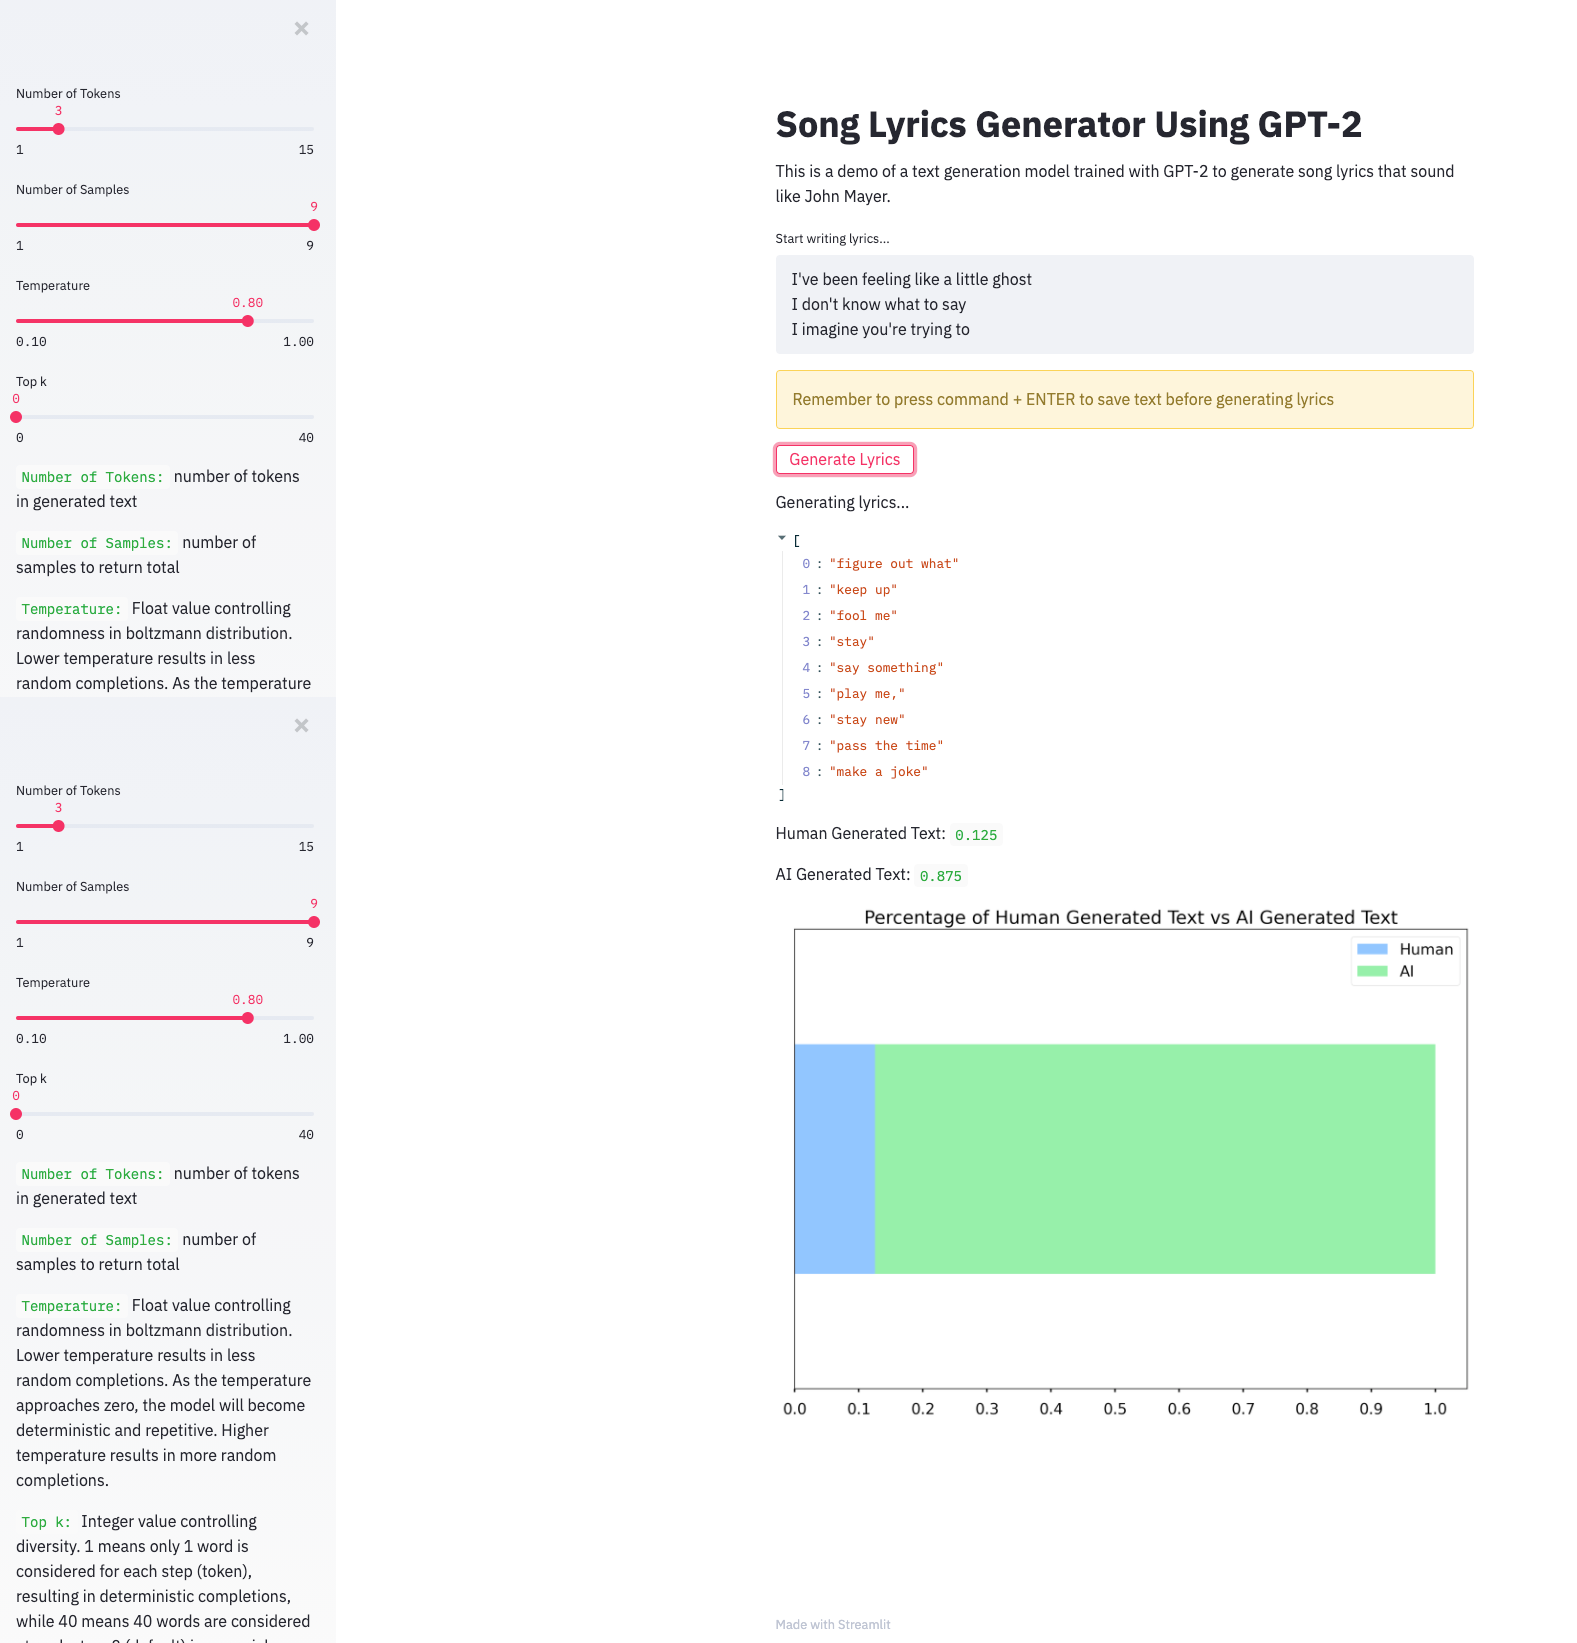 ×
Number of Tokens
3
1 15
Number of Samples
9
1 9
Temperature
0.80
0.10 1.00
Top k
0
0 40
Number of Tokens: number of tokens
in generated text
Number of Samples: number of
samples to return total
Temperature: Float value controlling
randomness in boltzmann distribution.
Lower temperature results in less
random completions. As the temperature
×
Number of Tokens
3
1 15
Number of Samples
9
1 9
Temperature
0.80
0.10 1.00
Top k
0
0 40
Number of Tokens: number of tokens
in generated text
Number of Samples: number of
samples to return total
Temperature: Float value controlling
randomness in boltzmann distribution.
Lower temperature results in less
random completions. As the temperature
approaches zero, the model will become
deterministic and repetitive. Higher
temperature results in more random
completions.
Top k: Integer value controlling
diversity. 1 means only 1 word is
considered for each step (token),
resulting in deterministic completions,
while 40 means 40 words are considered
Song Lyrics Generator Using GPT-2
This is a demo of a text generation model trained with GPT-2 to generate song lyrics that sound
like John Mayer.
Start writing lyrics...
I've been feeling like a little ghost
I don't know what to say
I imagine you're trying to
Remember to press command + ENTER to save text before generating lyrics
Generate Lyrics
Generating lyrics...
[
0 : "figure out what"
1 : "keep up"
2 : "fool me"
3 : "stay"
4 : "say something"
5 : "play me,"
6 : "stay new"
7 : "pass the time"
8 : "make a joke"
]
Human Generated Text: 0.125
AI Generated Text: 0.875
Percentage of Human Generated Text vs AI Generated Text
Human
AI
0.0 0.1 0.2 0.3 0.4 0.5 0.6 0.7 0.8 0.9 1.0
Made with Streamlit